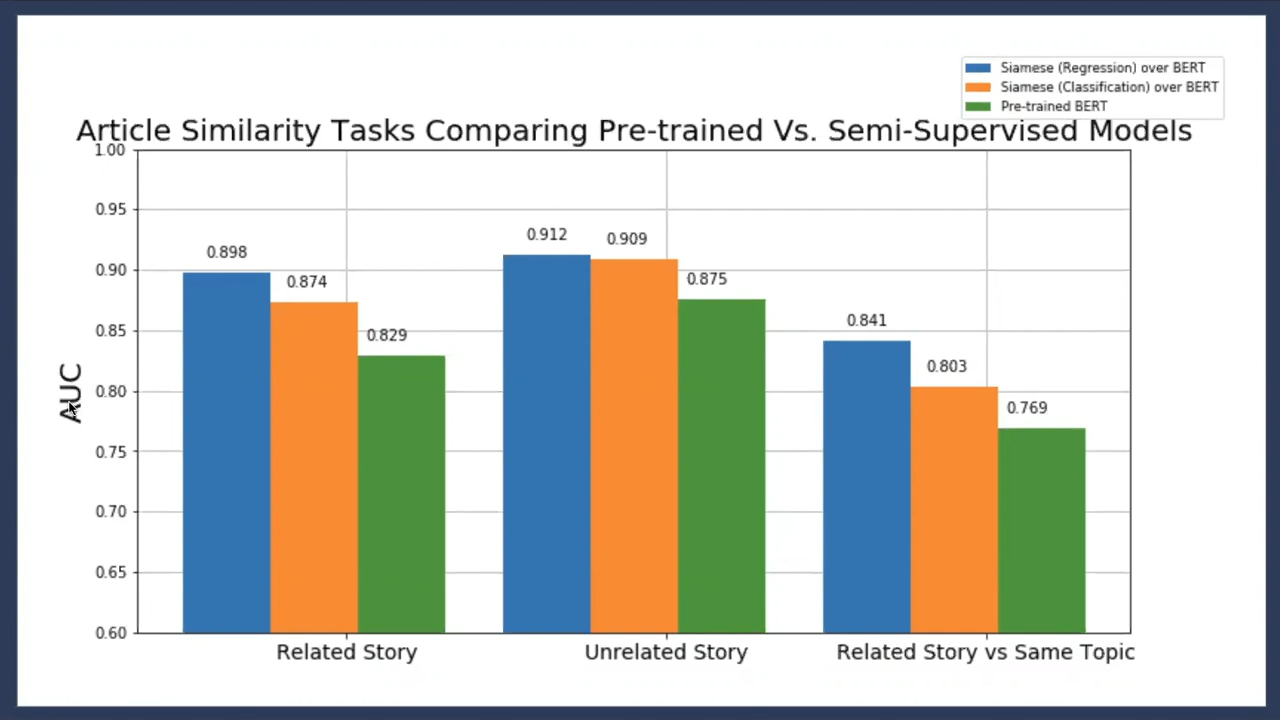 Siamese (Regression) over BERT
Siamese (Classification) over BERT
Pre-trained BERT
Article Similarity Tasks Comparing Pre-trained Vs. Semi-Supervised Models
1.00
0.95
0.90
0.85
0.80
0.75
0.70
0.65
0.60
AUC
0.898
0.874
0.829
0.912
0.909
0.875
0.841
0.803
0.769
Related Story
Unrelated Story
Related Story vs Same Topic